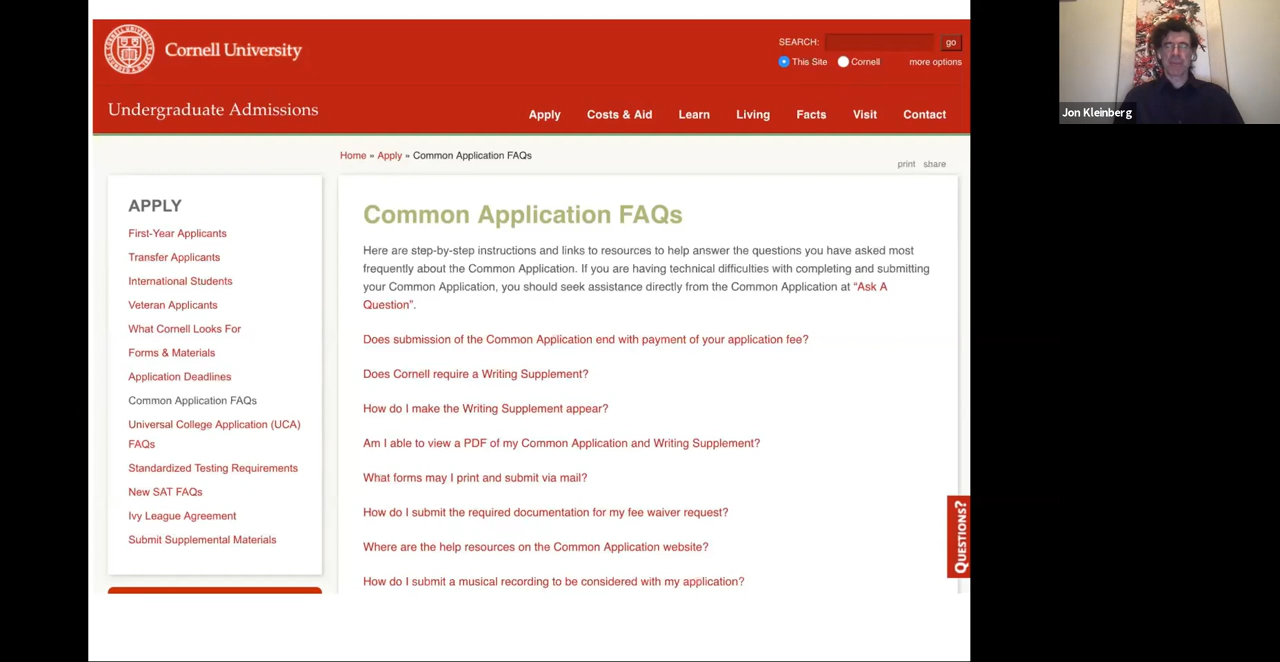 Cornell University
SEARCH:
go
This Site
Cornell
more options
Undergraduate Admissions
Apply
Costs & Aid
Learn
Living
Facts
Visit
Contact
Home » Apply » Common Application FAQs
print share
APPLY
First-Year Applicants
Transfer Applicants
International Students
Veteran Applicants
What Cornell Looks For
Forms & Materials
Application Deadlines
Common Application FAQs
Universal College Application (UCA)
FAQs
Standardized Testing Requirements
New SAT FAQs
Ivy League Agreement
Submit Supplemental Materials
Common Application FAQs
Here are step-by-step instructions and links to resources to help answer the questions you have asked most
frequently about the Common Application. If you are having technical difficulties with completing and submitting
your Common Application, you should seek assistance directly from the Common Application at “Ask A
Question”.
Does submission of the Common Application end with payment of your application fee?
Does Cornell require a Writing Supplement?
How do I make the Writing Supplement appear?
Am I able to view a PDF of my Common Application and Writing Supplement?
What forms may I print and submit via mail?
How do I submit the required documentation for my fee waiver request?
Where are the help resources on the Common Application website?
How do I submit a musical recording to be considered with my application?
QUESTIONS?
Jon Kleinberg